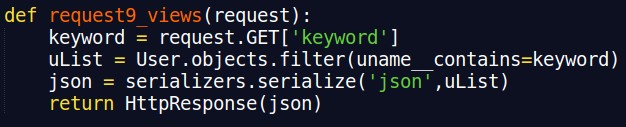 def request9_views(request):
    keyword = request.GET['keyword']
    uList = User.objects.filter(uname__contains=keyword)
    json = serializers.serialize('json',uList)
    return HttpResponse(json)